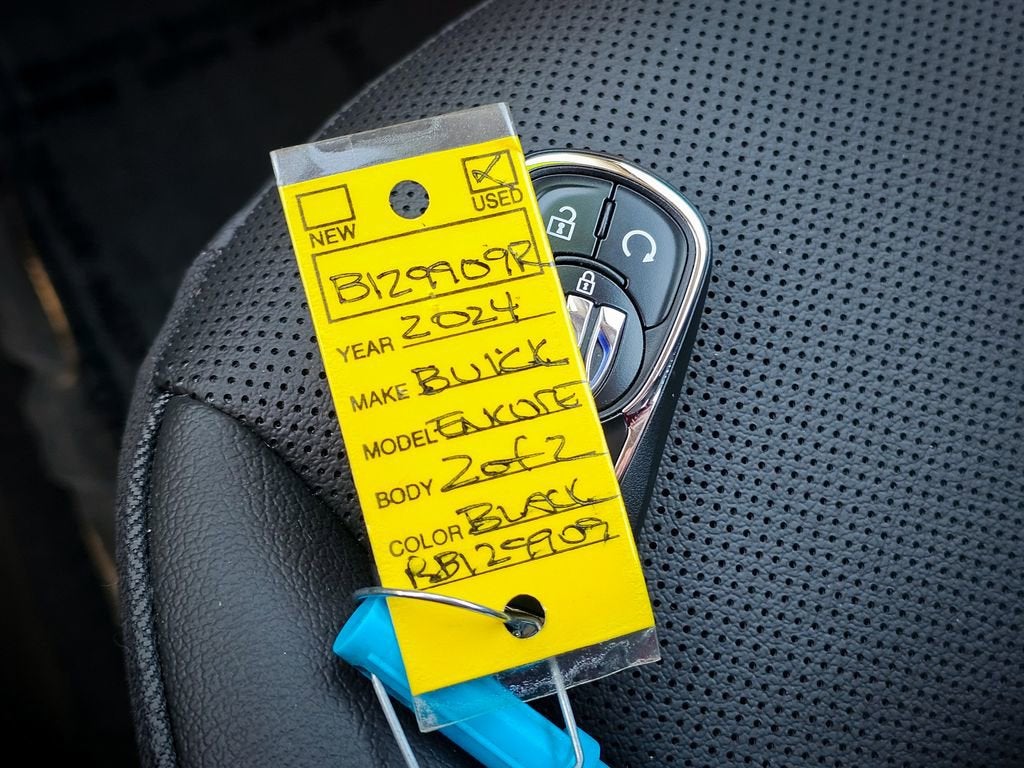 NEW USED
B129909R
YEAR 2024
MAKE BUICK
MODEL ENCORE
BODY 2 of 2
COLOR BLACK
RB129909